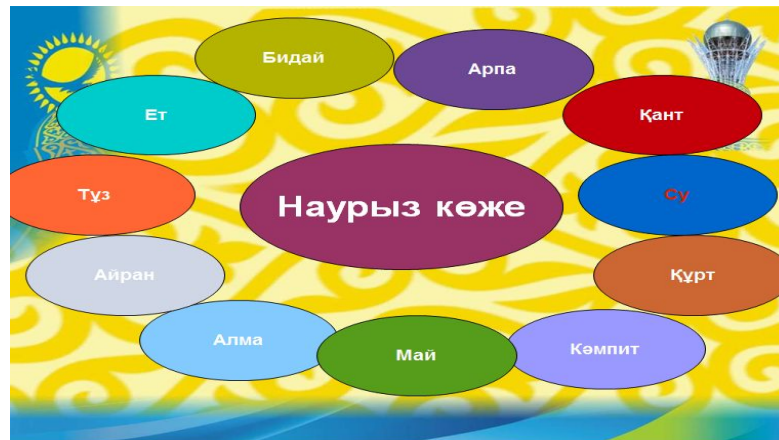 Бидай
Арпа
Ет
Қант
Тұз
Наурыз көже
Су
Айран
Құрт
Алма
Май
Кәмпит